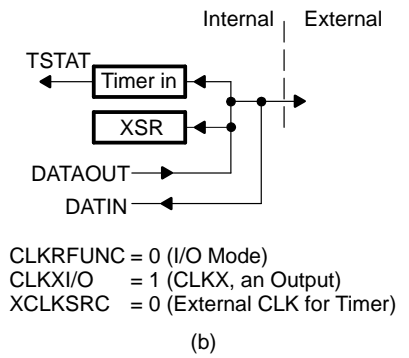 Internal External
TSTAT
Timer in
XSR
DATAOUT
DATIN
CLKRFUNC = 0 (I/O Mode)
CLKXI/O = 1 (CLKX, an Output)
XCLKSRC = 0 (External CLK for Timer)
(b)